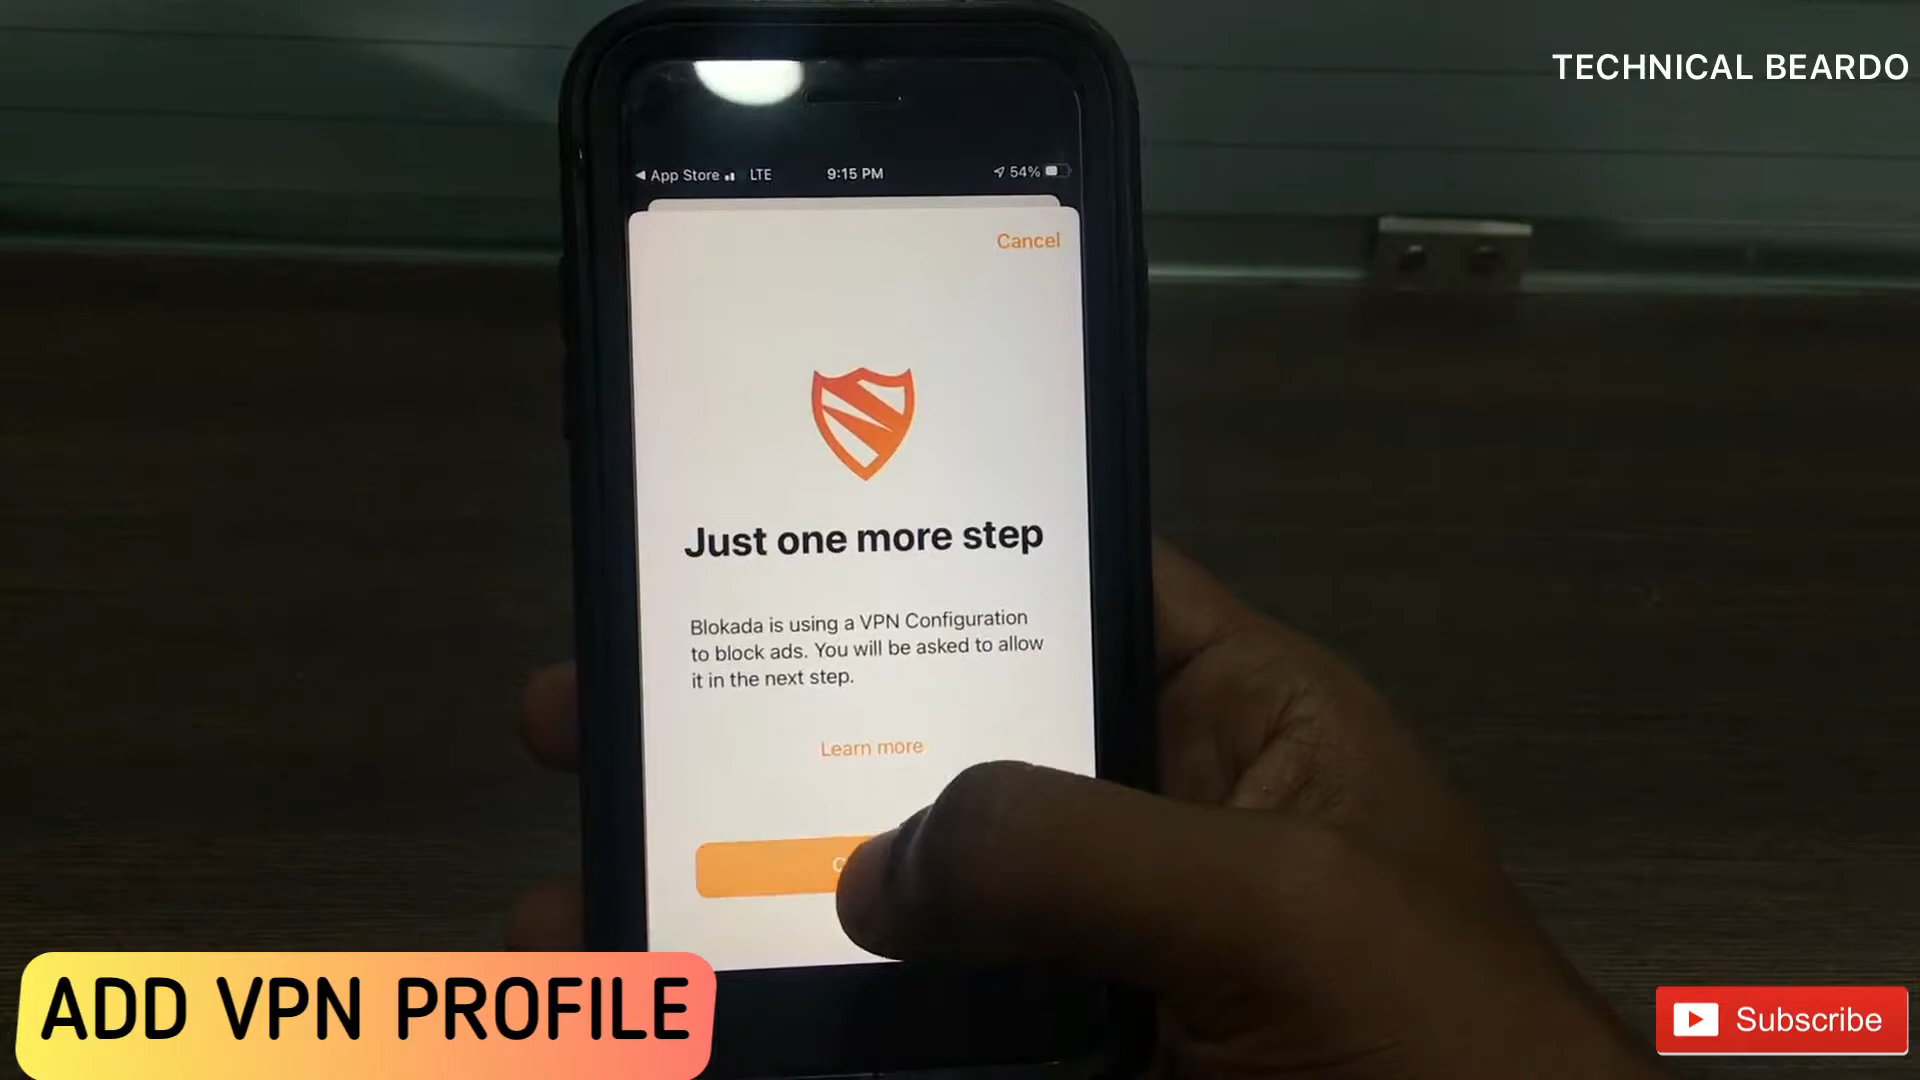 TECHNICAL BEARDO
App Store LTE 9:15 PM 54%
Cancel
Just one more step
Blokada is using a VPN Configuration
to block ads. You will be asked to allow
it in the next step.
Learn more
ADD VPN PROFILE
Subscribe